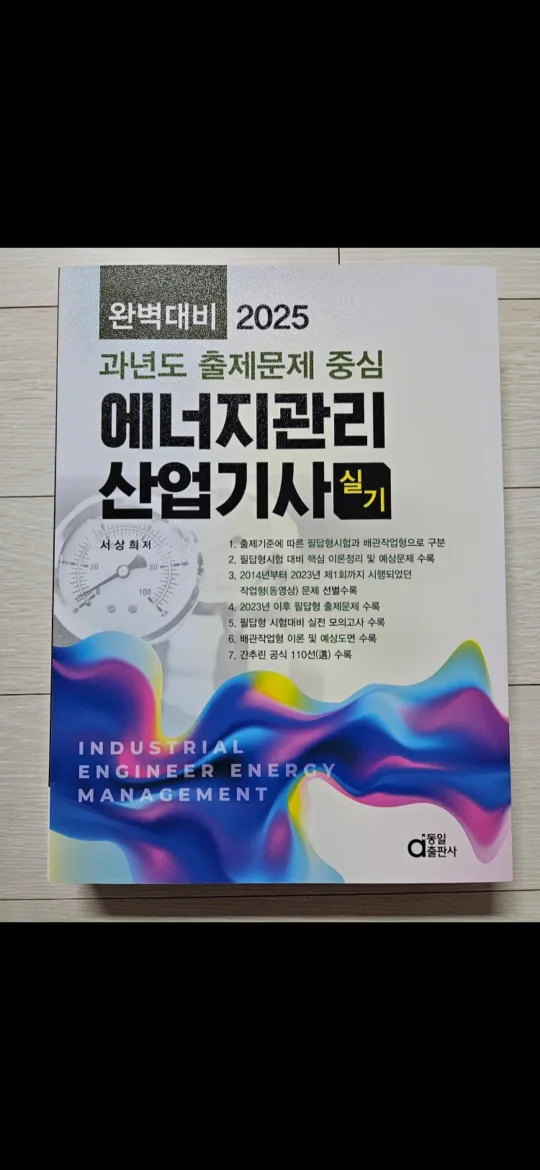 완벽대비 2025
과년도 출제문제 중심
에너지관리
산업기사 실기
서상희 저
1. 출제기준에 따른 필답형시험과 배관작업형으로 구분
2. 필답형시험 대비 핵심 이론정리 및 예상문제 수록
3. 2014년부터 2023년 제1회까지 시행되었던
작업형(동영상) 문제 선별수록
4. 2023년 이후 필답형 출제문제 수록
5. 필답형 시험대비 실전 모의고사 수록
6. 배관작업형 이론 및 예상도면 수록
7. 간추린 공식 110선(選) 수록
20
80
0
100
INDUSTRIAL
ENGINEER ENERGY
MANAGEMENT
동일
출판사